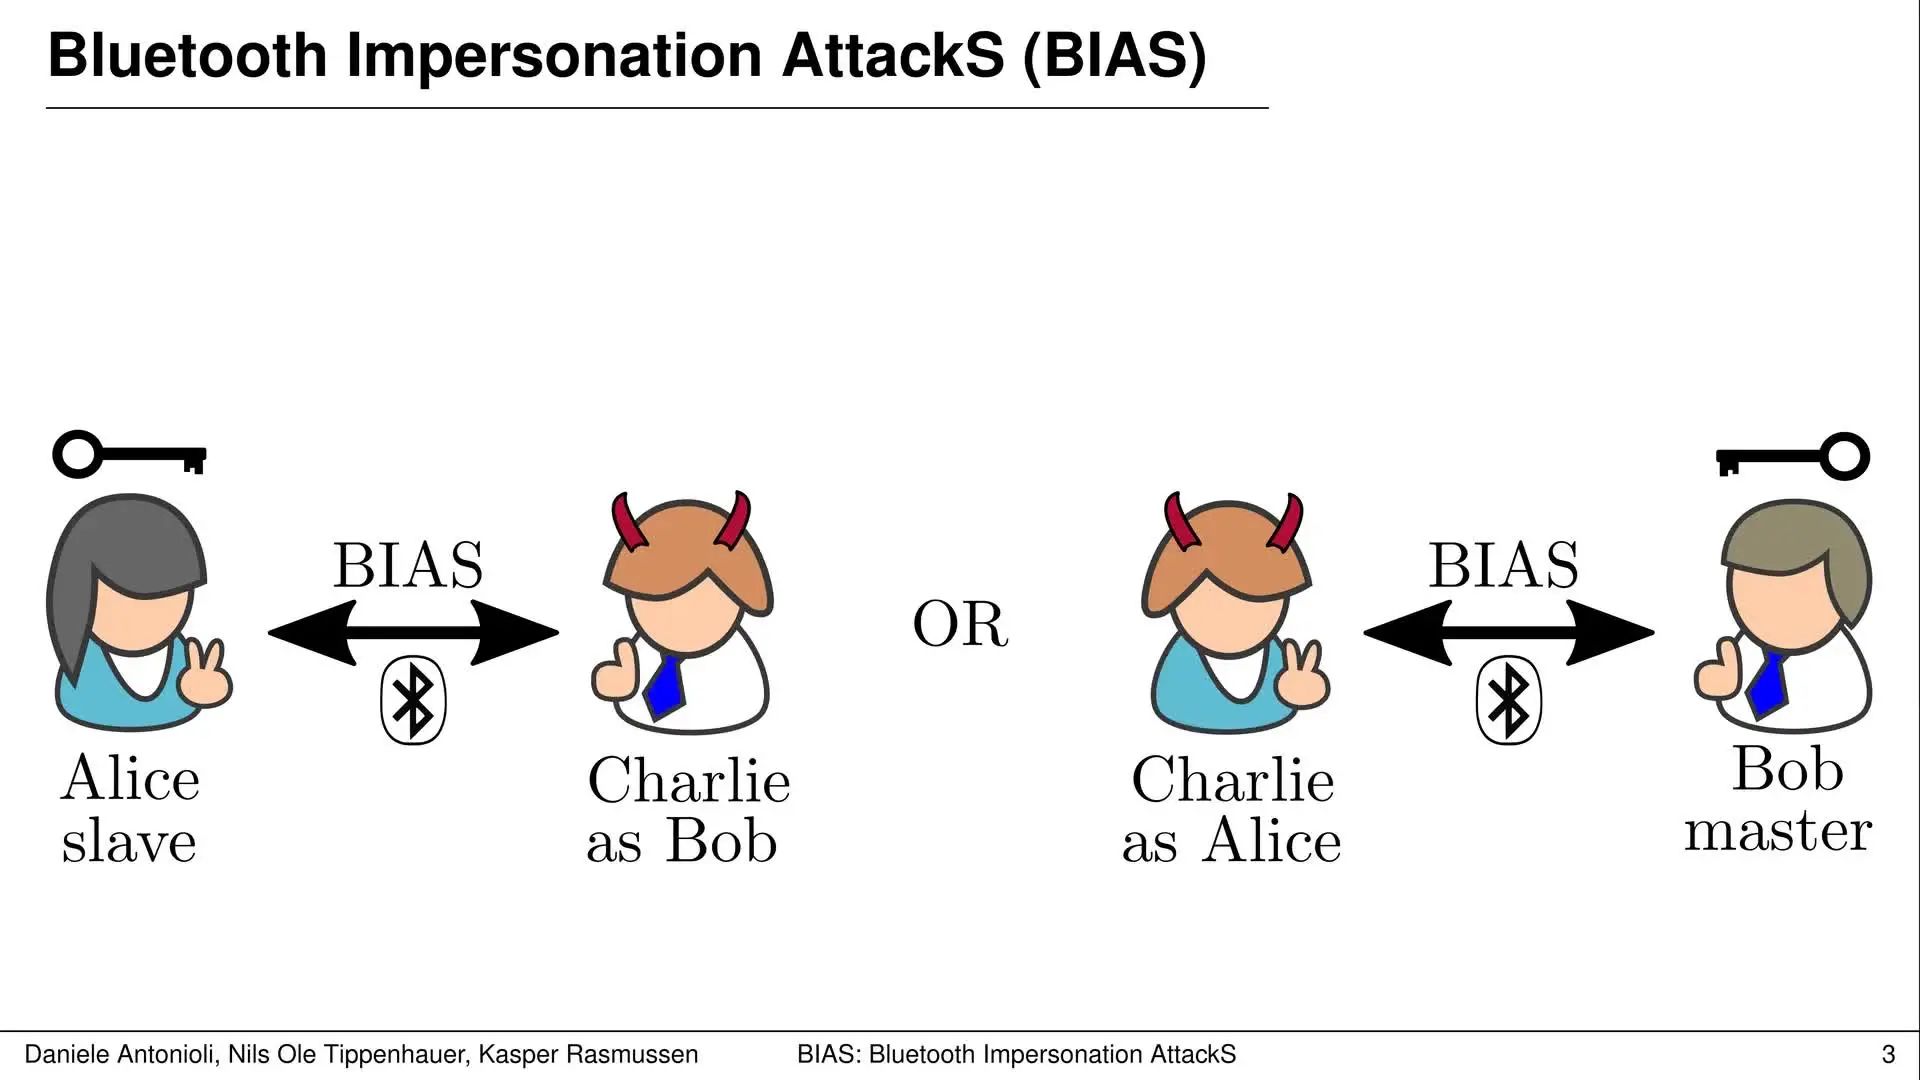 Bluetooth Impersonation AttackS (BIAS)
BIAS
OR
BIAS
Alice
slave
Charlie
as Bob
Charlie
as Alice
Bob
master
Daniele Antonioli, Nils Ole Tippenhauer, Kasper Rasmussen
BIAS: Bluetooth Impersonation AttackS
3